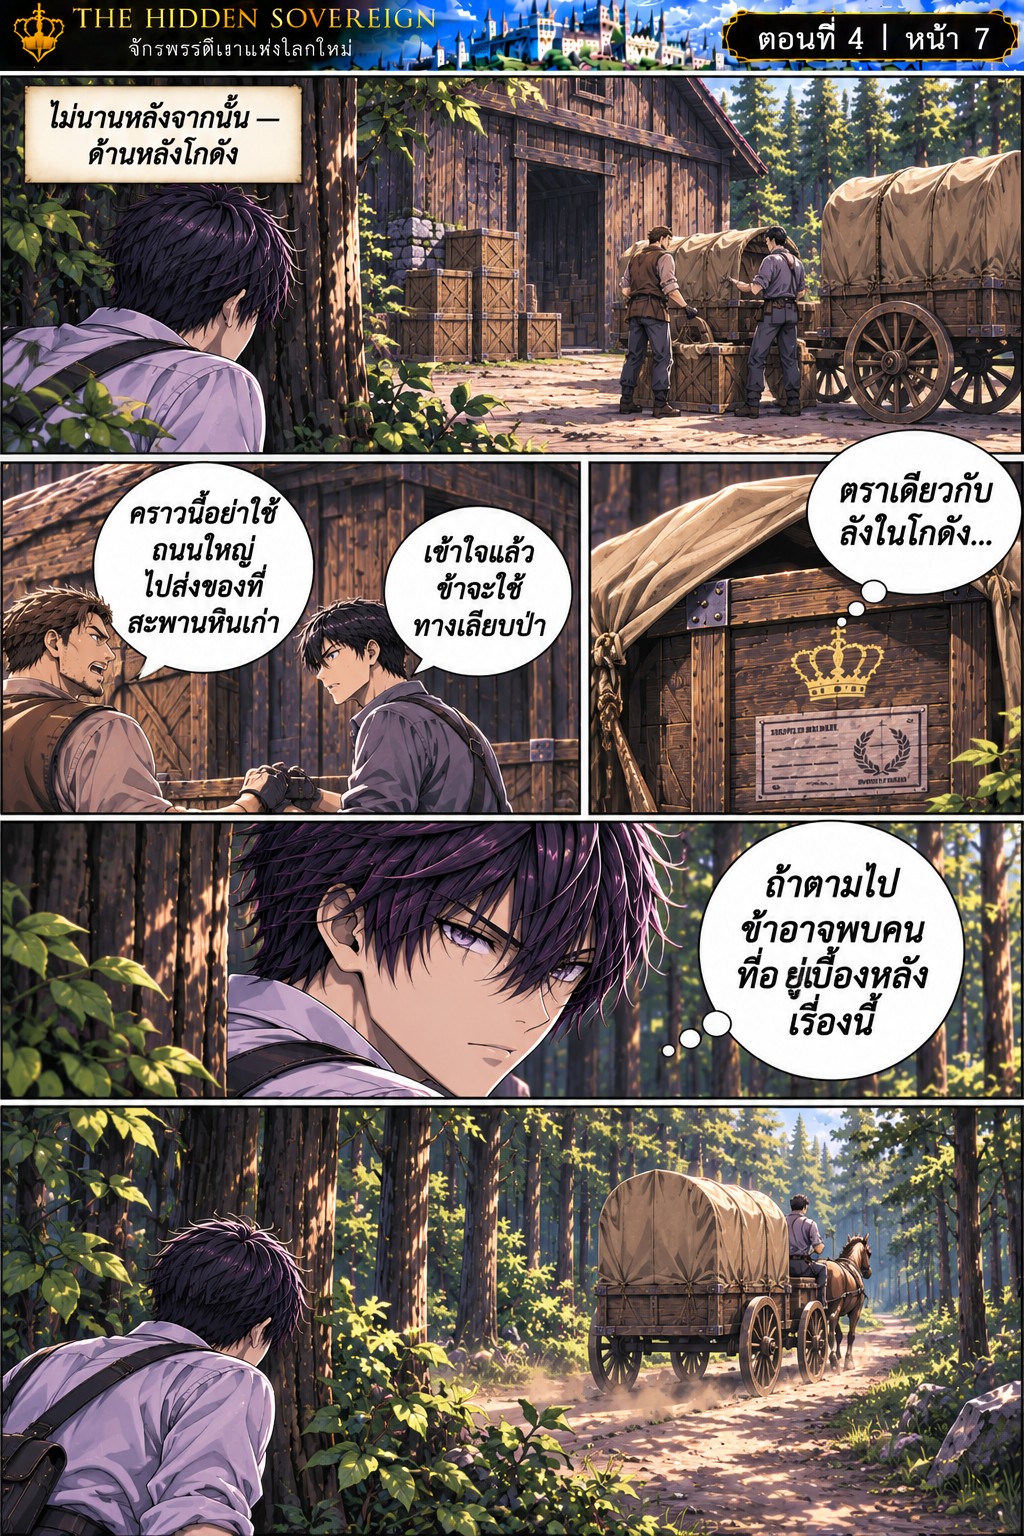 THE HIDDEN SOVEREIGN
จักรพรรดิเงาแห่งโลกใหม่
ตอนที่ 4 | หน้า 7
ไม่นานหลังจากนั้น —
ด้านหลังโกดัง
คราวนี้อย่าใช้
ถนนใหญ่
ไปส่งของที่
สะพานหินเก่า
เข้าใจแล้ว
ข้าจะใช้
ทางเลียบป่า
ตราเดียวกับ
ลังในโกดัง...
ถ้าตามไป
ข้าอาจพบคน
ที่อ ยู่เบื้องหลัง
เรื่องนี้